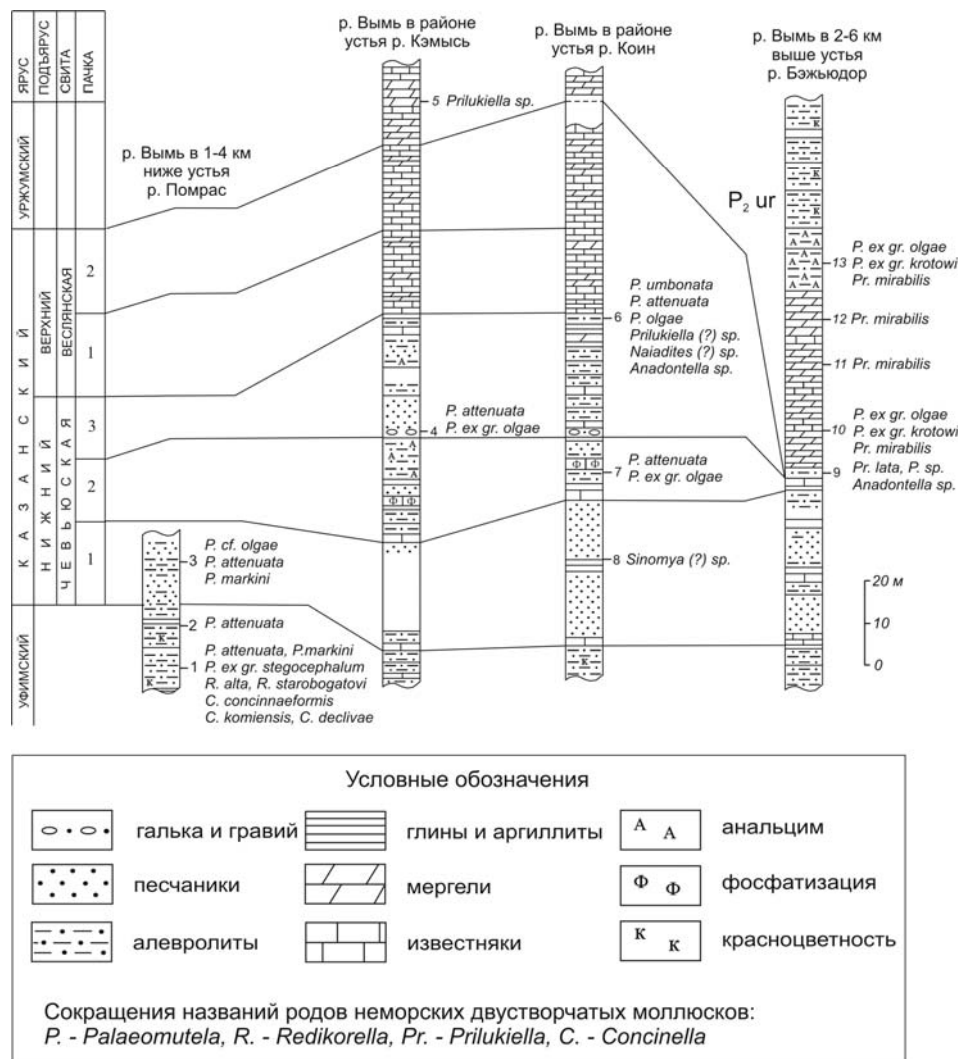 ЯРУС
ПОДЪЯРУС
СВИТА
ПАЧКА
УРЖУМСКИЙ
КАЗАНСКИЙ
УФИМСКИЙ
ВЕРХНИЙ
НИЖНИЙ
ВЕСЛЯНСКАЯ
ЧЕВЬЮСКАЯ
2
1
3
2
1
р. Вымь в 1-4 км
ниже устья
р. Помрас
3 P. cf. olgae
P. attenuata
P. markini
2 P. attenuata
P. attenuata, P.markini
1 P. ex gr. stegocephalum
R. alta, R. starobogatovi
C. concinnaeformis
C. komiensis, C. declivae
К
К
К
р. Вымь в районе
устья р. Кэмысь
5 Prilukiella sp.
P. attenuata
4 P. ex gr. olgae
А
А
А
А
Ф Ф
р. Вымь в районе
устья р. Коин
P. umbonata
P. attenuata
6 P. olgae
Prilukiella (?) sp.
Naiadites (?) sp.
Anadontella sp.
P. attenuata
7 P. ex gr. olgae
8 Sinomya (?) sp.
Ф Ф
К
р. Вымь в 2-6 км
выше устья
р. Бэжьюдор
P₂ ur
К
К
К
А А
А А А
А А
А А А
P. ex gr. olgae
13 P. ex gr. krotowi
Pr. mirabilis
12 Pr. mirabilis
11 Pr. mirabilis
P. ex gr. olgae
10 P. ex gr. krotowi
Pr. mirabilis
9 Pr. lata, P. sp.
Anadontella sp.
20 м
10
0
Условные обозначения
галька и гравий
глины и аргиллиты
А А анальцим
песчаники
мергели
Ф Ф фосфатизация
алевролиты
известняки
К К красноцветность
Сокращения названий родов неморских двустворчатых моллюсков:
P. - Palaeomutela, R. - Redikorella, Pr. - Prilukiella, C. - Concinella